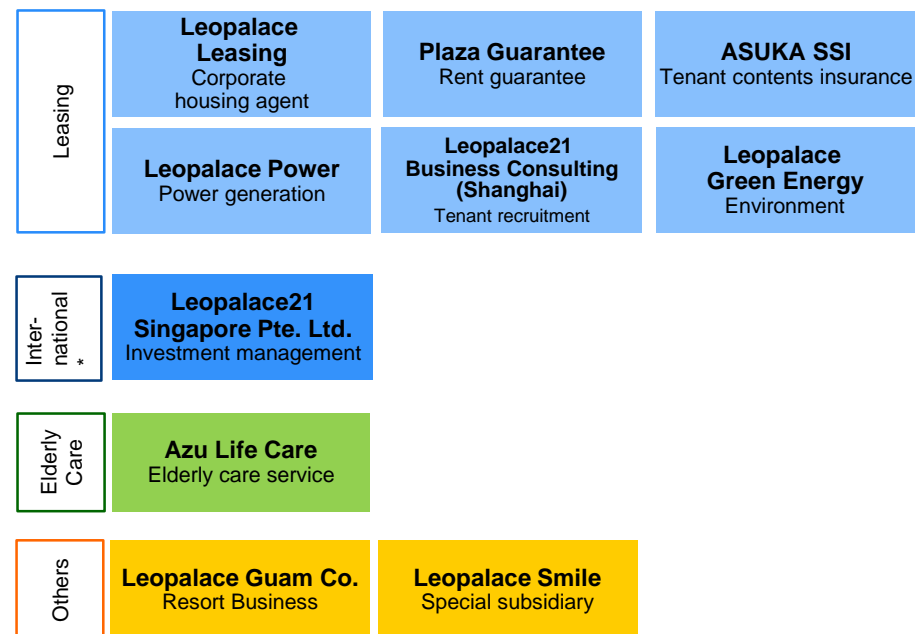 Leasing
Leopalace
Leasing
Corporate
housing agent
Plaza Guarantee
Rent guarantee
ASUKA SSI
Tenant contents insurance
Leopalace Power
Power generation
Leopalace21
Business Consulting
(Shanghai)
Tenant recruitment
Leopalace
Green Energy
Environment
Inter-
national
*
Leopalace21
Singapore Pte. Ltd.
Investment management
Elderly
Care
Azu Life Care
Elderly care service
Others
Leopalace Guam Co.
Resort Business
Leopalace Smile
Special subsidiary